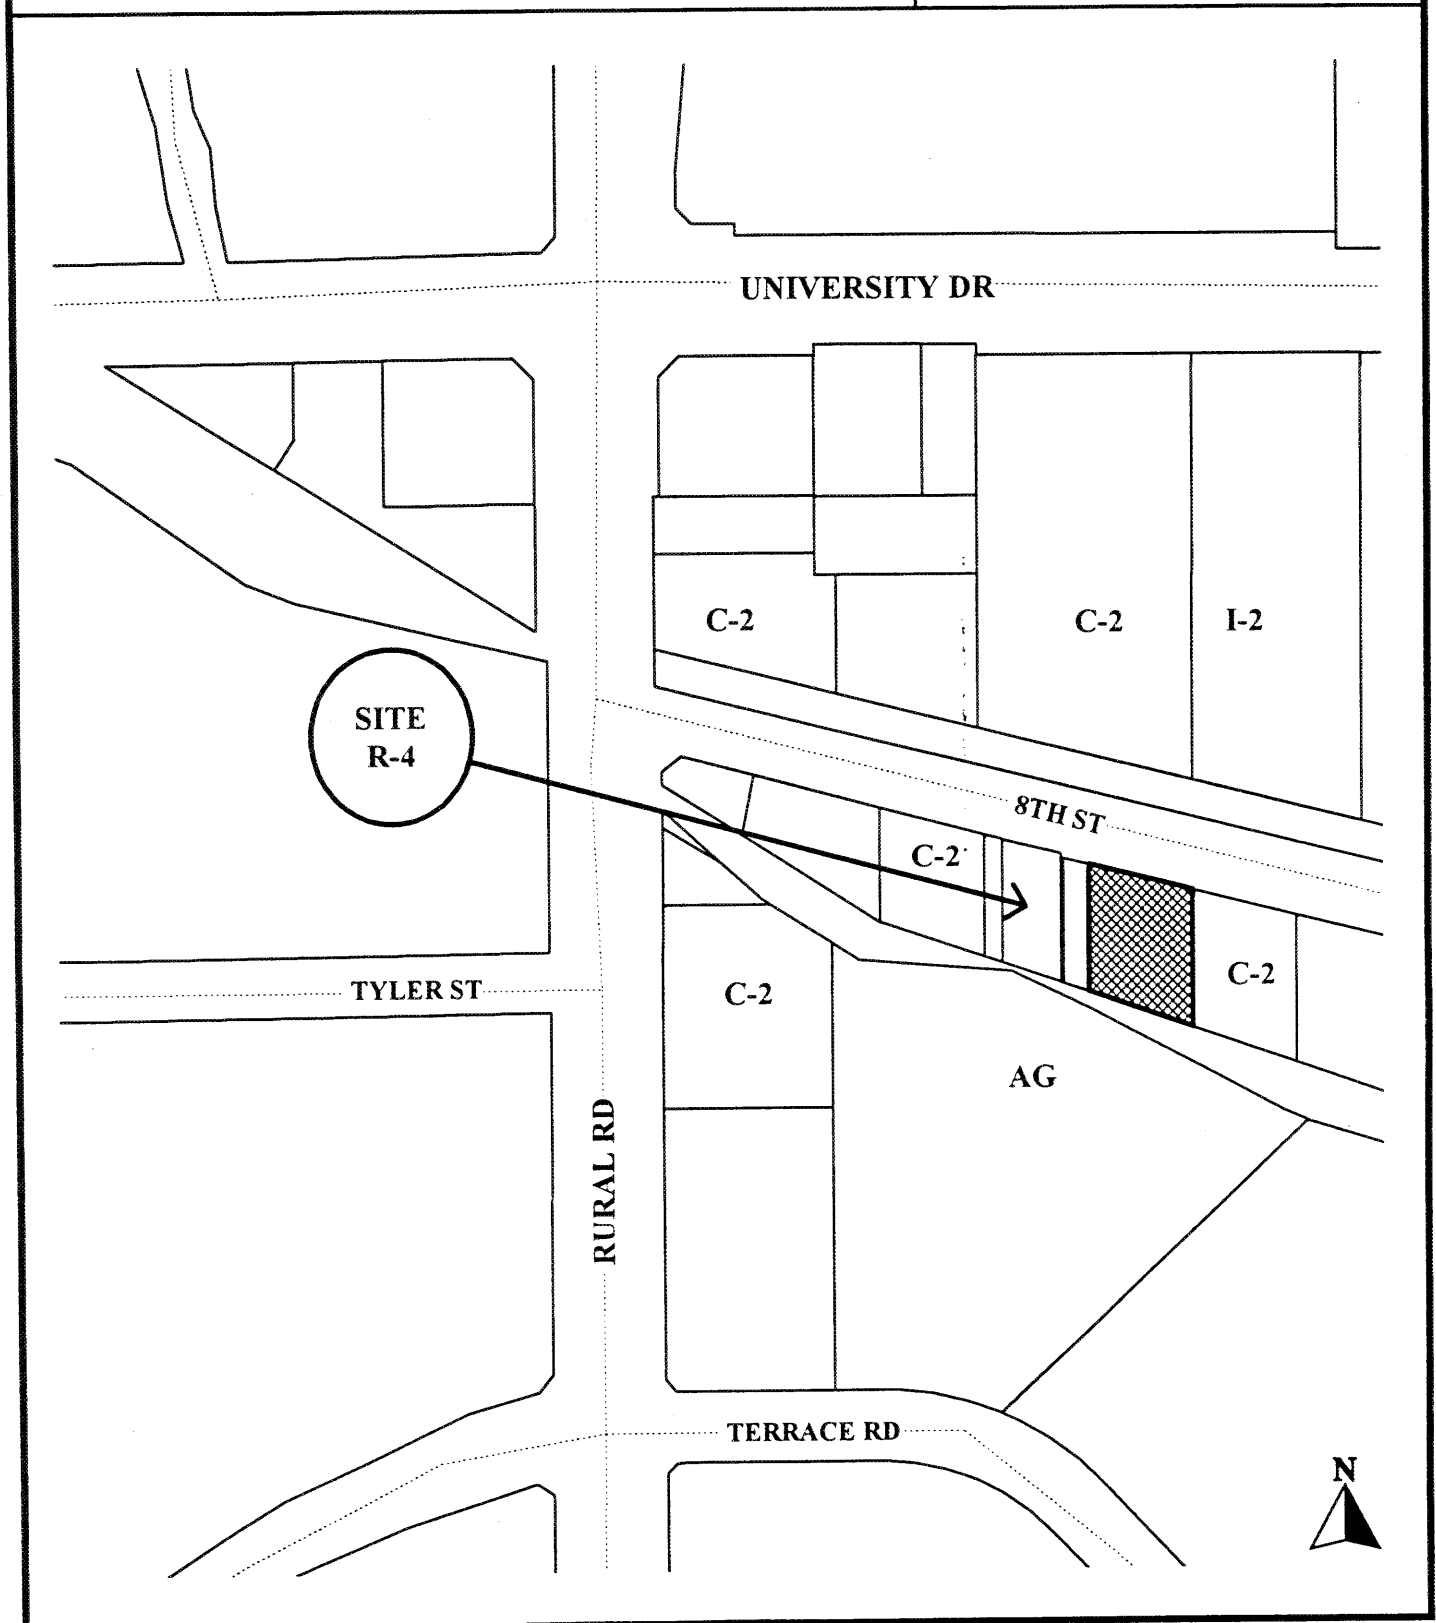 UNIVERSITY DR
C-2
C-2
I-2
SITE
R-4
8TH ST
C-2
C-2
TYLER ST
C-2
AG
RURAL RD
TERRACE RD
N